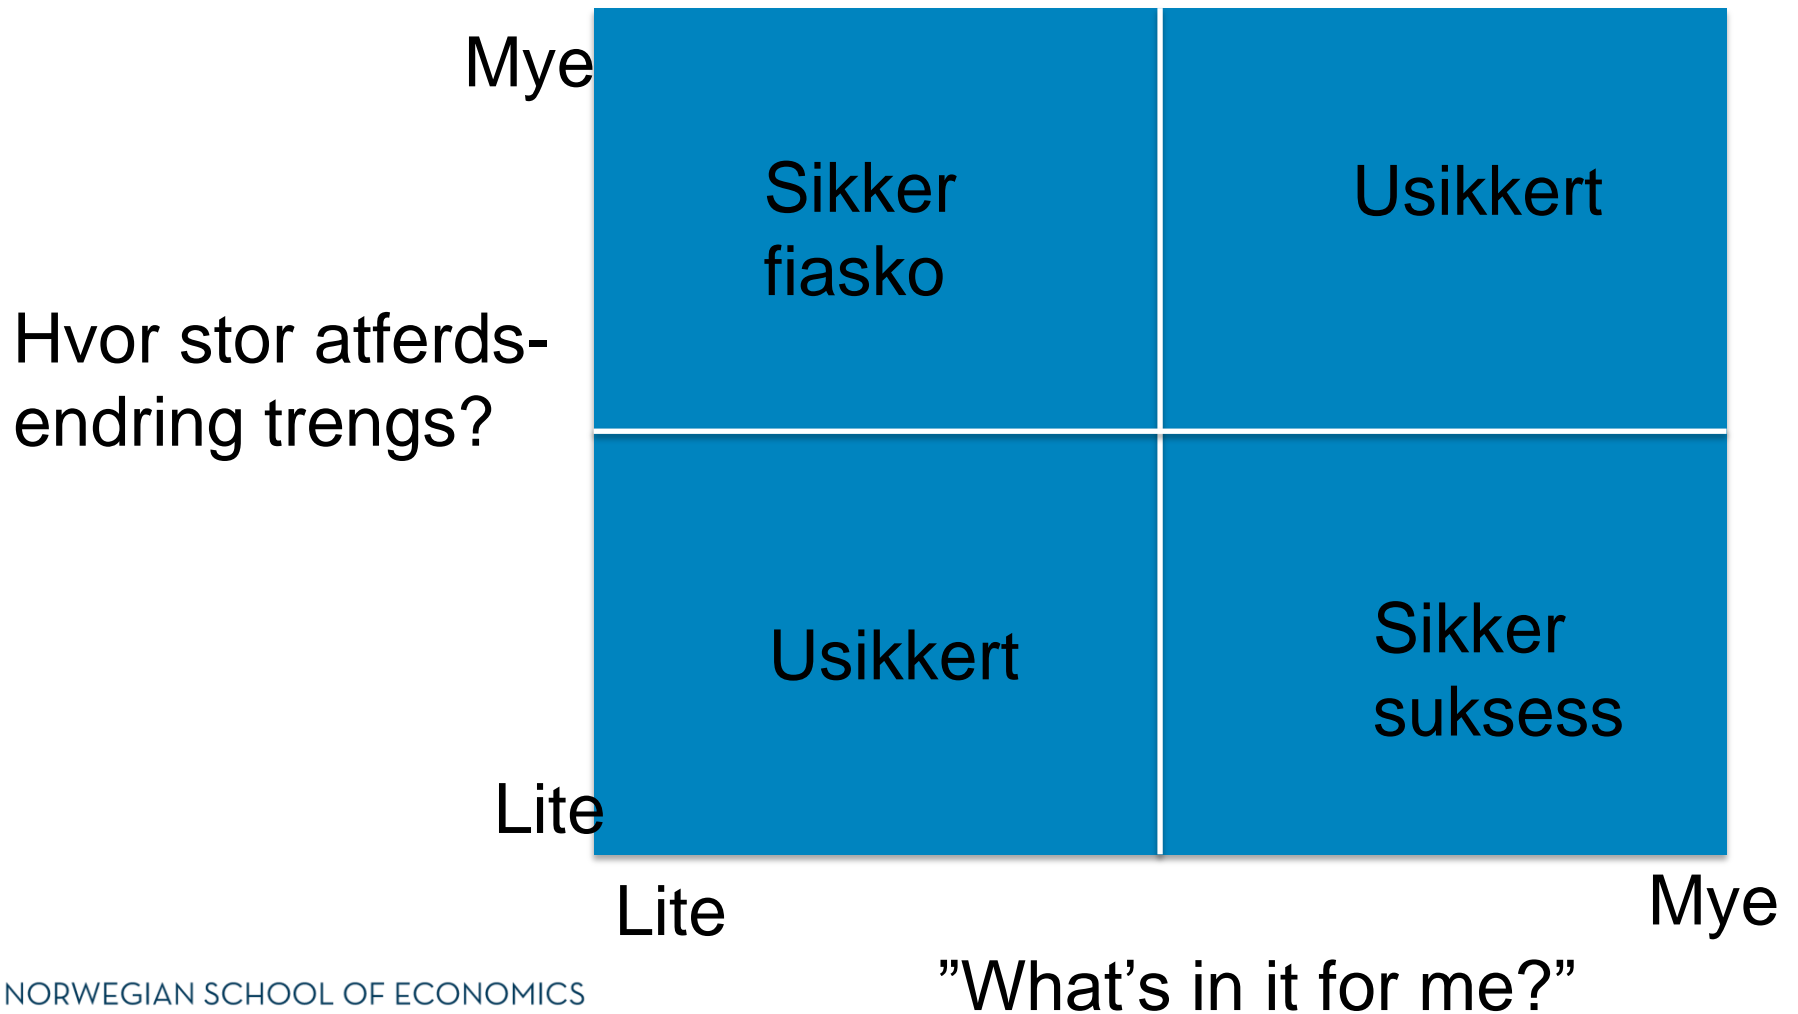 Mye
Sikker
fiasko
Usikkert
Hvor stor atferds-
endring trengs?
Usikkert
Sikker
suksess
Lite
Lite
Mye
”What’s in it for me?”
NORWEGIAN SCHOOL OF ECONOMICS